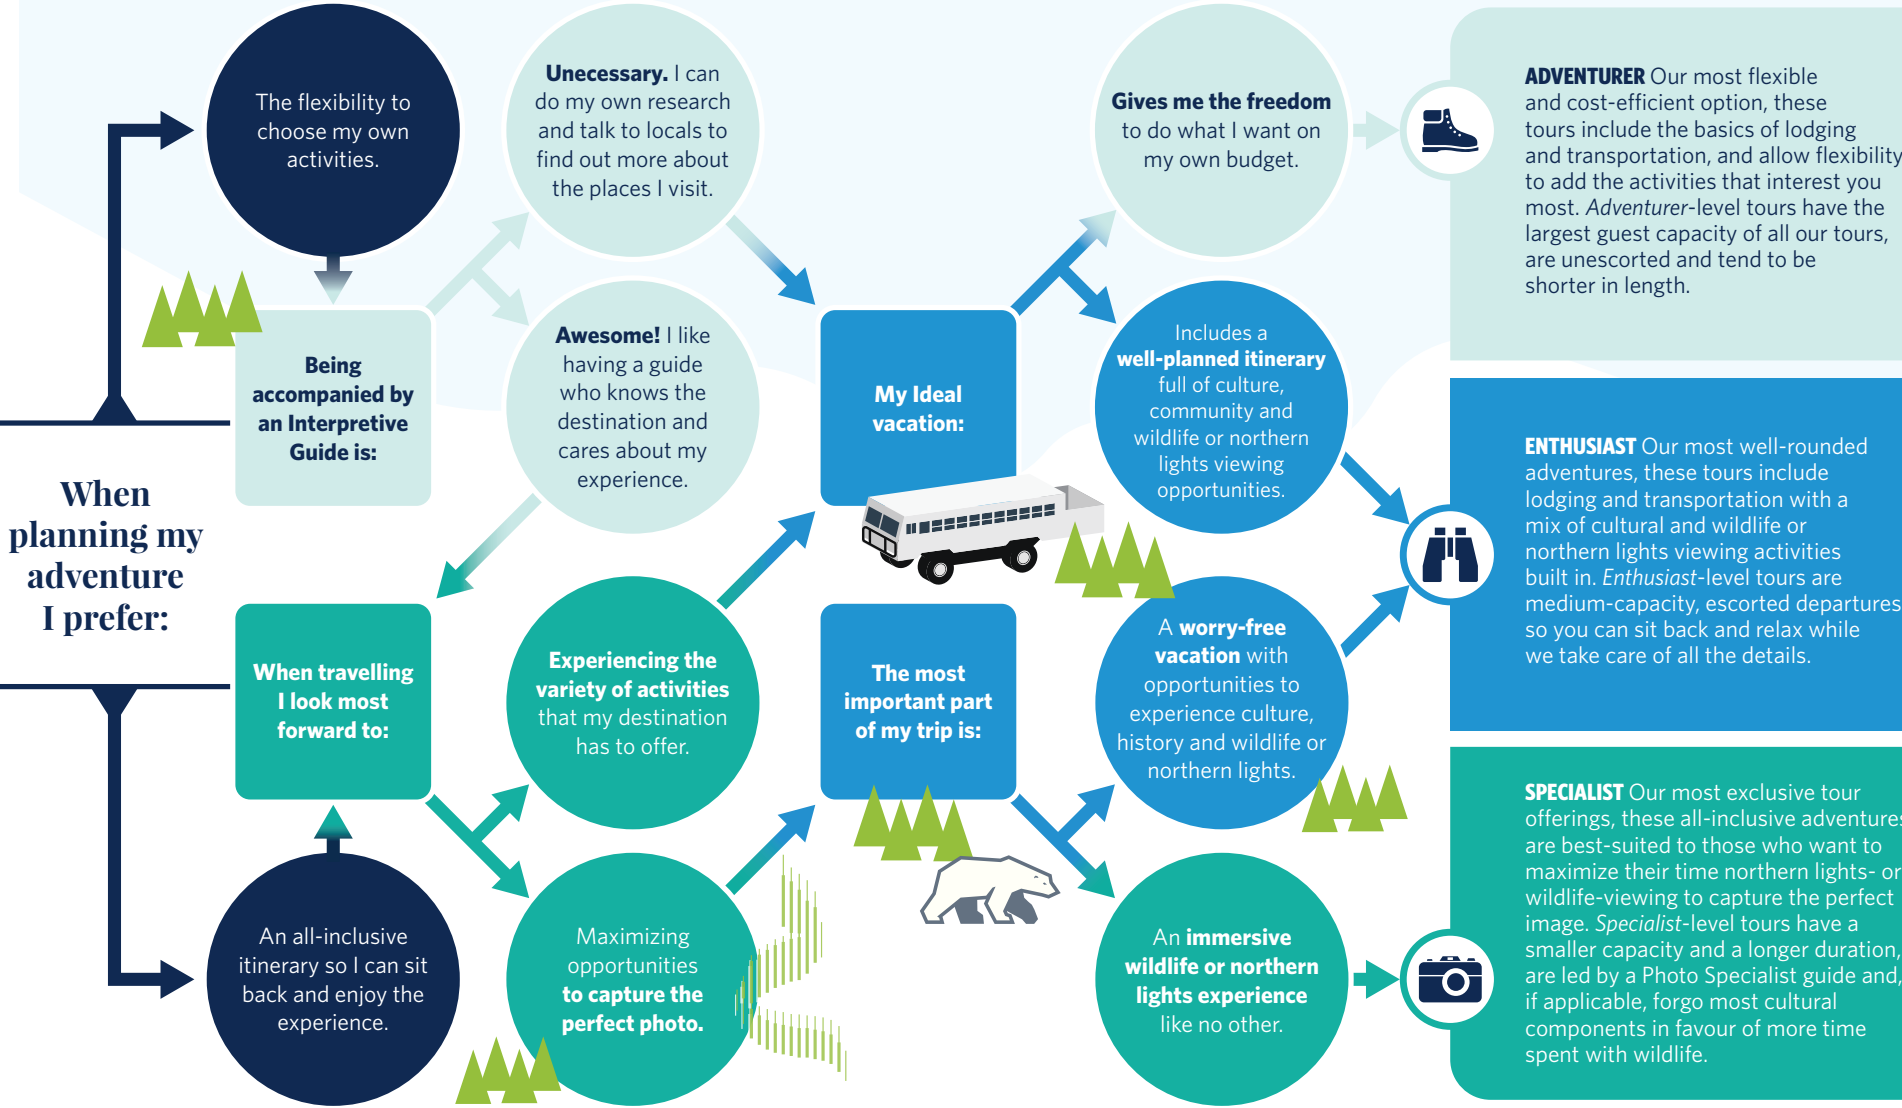 When
planning my
adventure
I prefer:
The flexibility to
choose my own
activities.
Being
accompanied by
an Interpretive
Guide is:
Unecessary. I can
do my own research
and talk to locals to
find out more about
the places I visit.
Awesome! I like
having a guide
who knows the
destination and
cares about my
experience.
An all-inclusive
itinerary so I can sit
back and enjoy the
experience.
When travelling
I look most
forward to:
Experiencing the
variety of activities
that my destination
has to offer.
Maximizing
opportunities
to capture the
perfect photo.
My Ideal
vacation:
Gives me the freedom
to do what I want on
my own budget.
Includes a
well-planned itinerary
full of culture,
community and
wildlife or northern
lights viewing
opportunities.
The most
important part
of my trip is:
A worry-free
vacation with
opportunities to
experience culture,
history and wildlife or
northern lights.
An immersive
wildlife or northern
lights experience
like no other.
ADVENTURER Our most flexible
and cost-efficient option, these
tours include the basics of lodging
and transportation, and allow flexibility
to add the activities that interest you
most. Adventurer-level tours have the
largest guest capacity of all our tours,
are unescorted and tend to be
shorter in length.
ENTHUSIAST Our most well-rounded
adventures, these tours include
lodging and transportation with a
mix of cultural and wildlife or
northern lights viewing activities
built in. Enthusiast-level tours are
medium-capacity, escorted departures
so you can sit back and relax while
we take care of all the details.
SPECIALIST Our most exclusive tour
offerings, these all-inclusive adventures
are best-suited to those who want to
maximize their time northern lights- or
wildlife-viewing to capture the perfect
image. Specialist-level tours have a
smaller capacity and a longer duration,
are led by a Photo Specialist guide and,
if applicable, forgo most cultural
components in favour of more time
spent with wildlife.